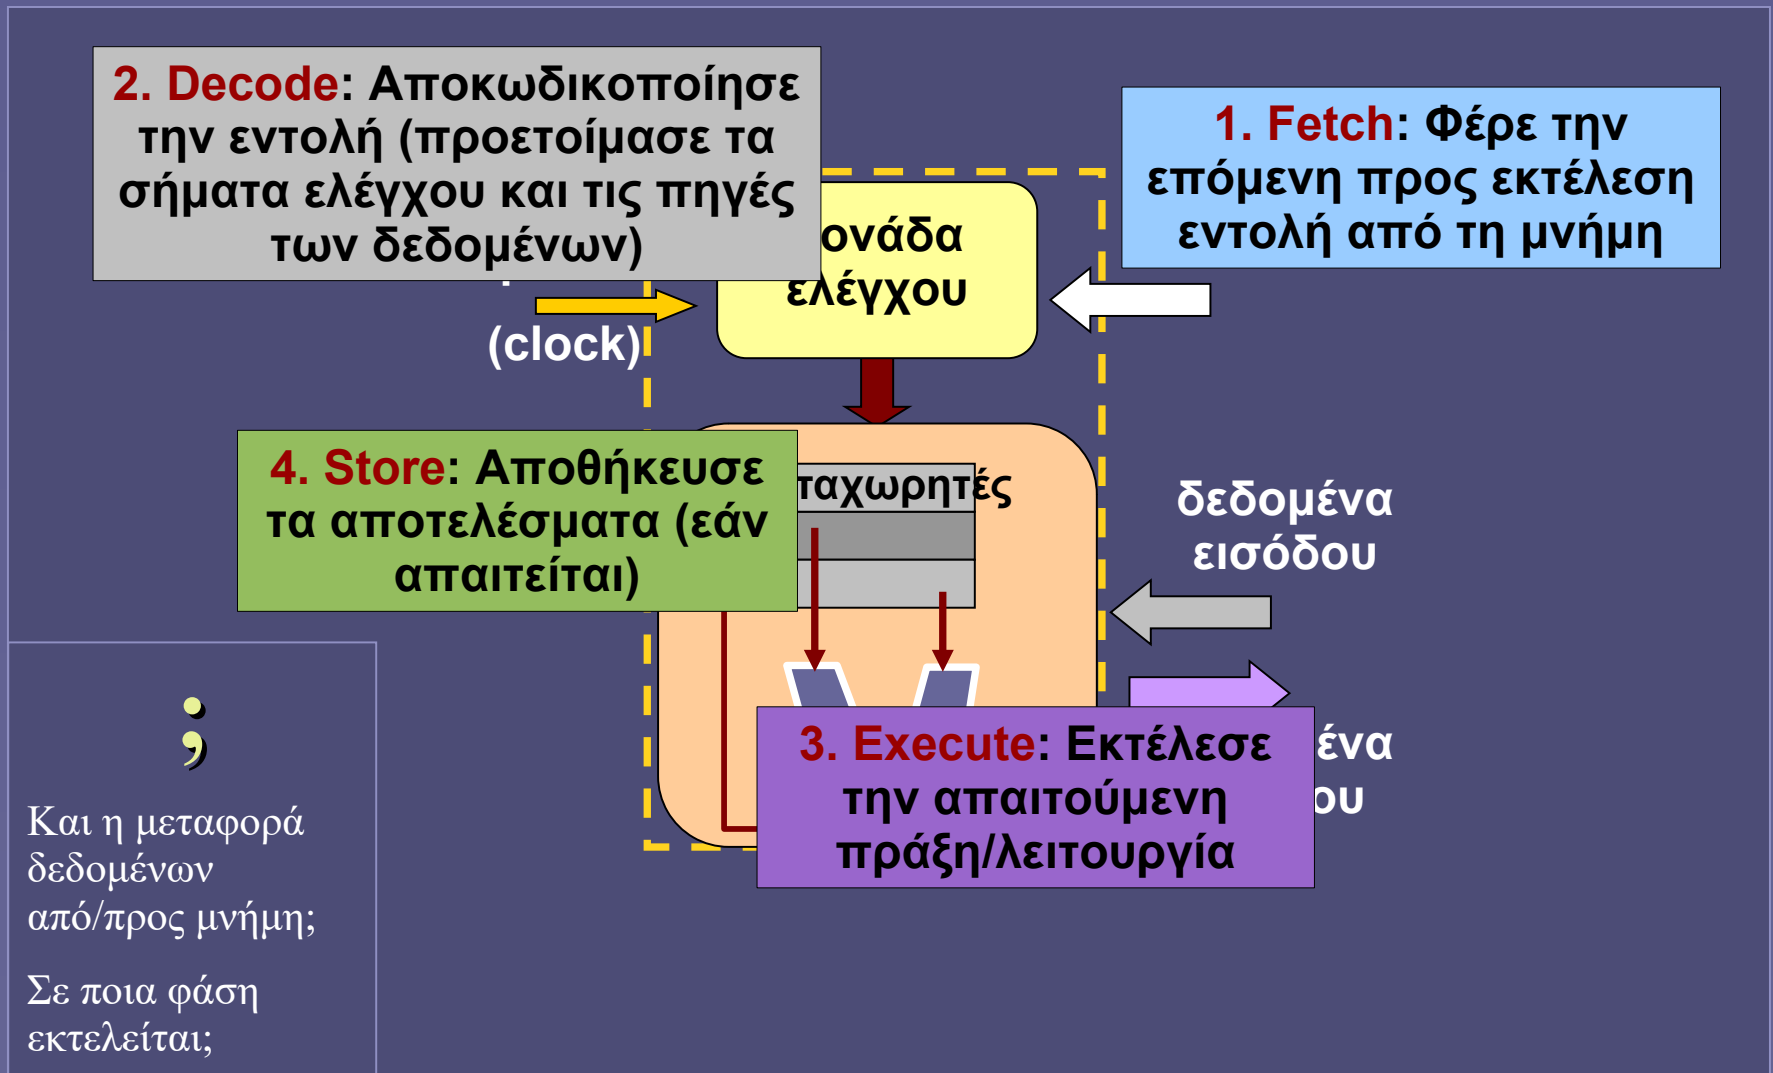 2. Decode: Αποκωδικοποίησε
την εντολή (προετοίμασε τα
σήματα ελέγχου και τις πηγές
των δεδομένων)
1. Fetch: Φέρε την
επόμενη προς εκτέλεση
εντολή από τη μνήμη
ονάδα
ελέγχου
(clock)
4. Store: Αποθήκευσε
τα αποτελέσματα (εάν
απαιτείται)
ταχωρητές
δεδομένα
εισόδου
3. Execute: Εκτέλεσε
την απαιτούμενη
πράξη/λειτουργία
ένα
ου
;
Και η μεταφορά
δεδομένων
από/προς μνήμη;
Σε ποια φάση
εκτελείται;